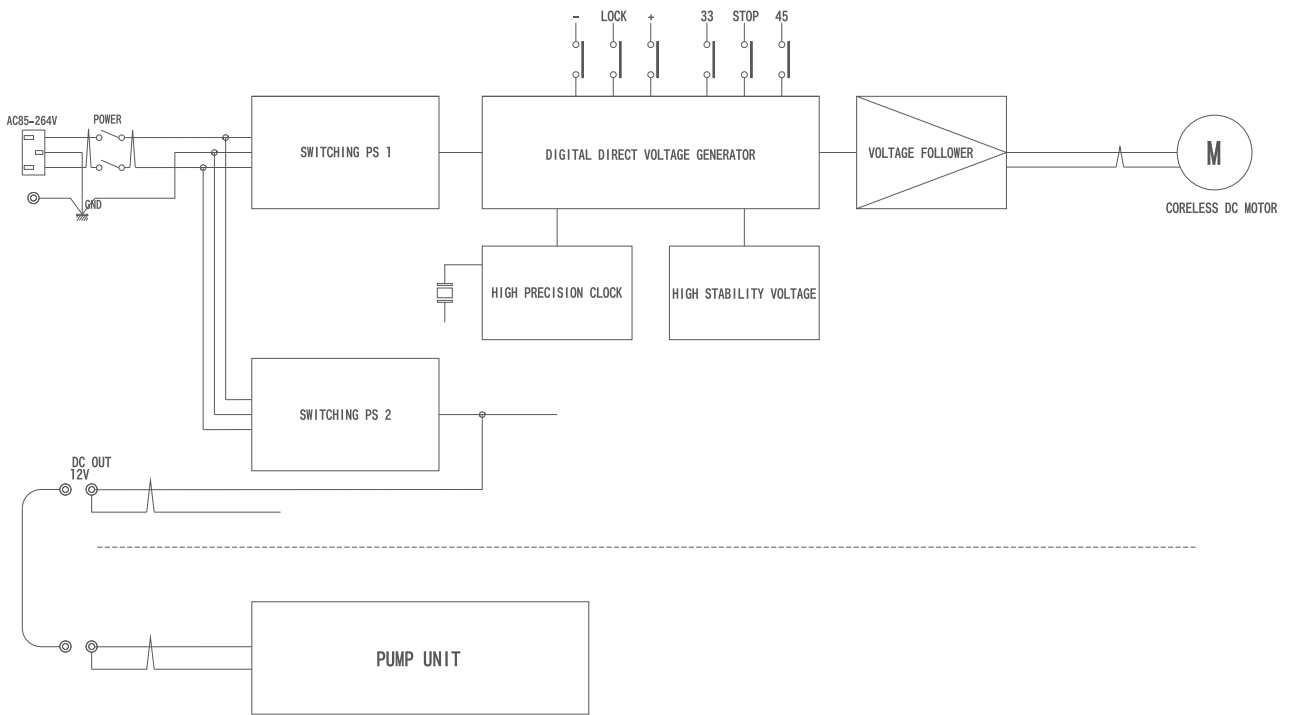 - LOCK + 33 STOP 45
AC85-264V
POWER
GND
SWITCHING PS 1
DIGITAL DIRECT VOLTAGE GENERATOR
VOLTAGE FOLLOWER
M
CORELESS DC MOTOR
HIGH PRECISION CLOCK
HIGH STABILITY VOLTAGE
SWITCHING PS 2
DC OUT
12V
PUMP UNIT